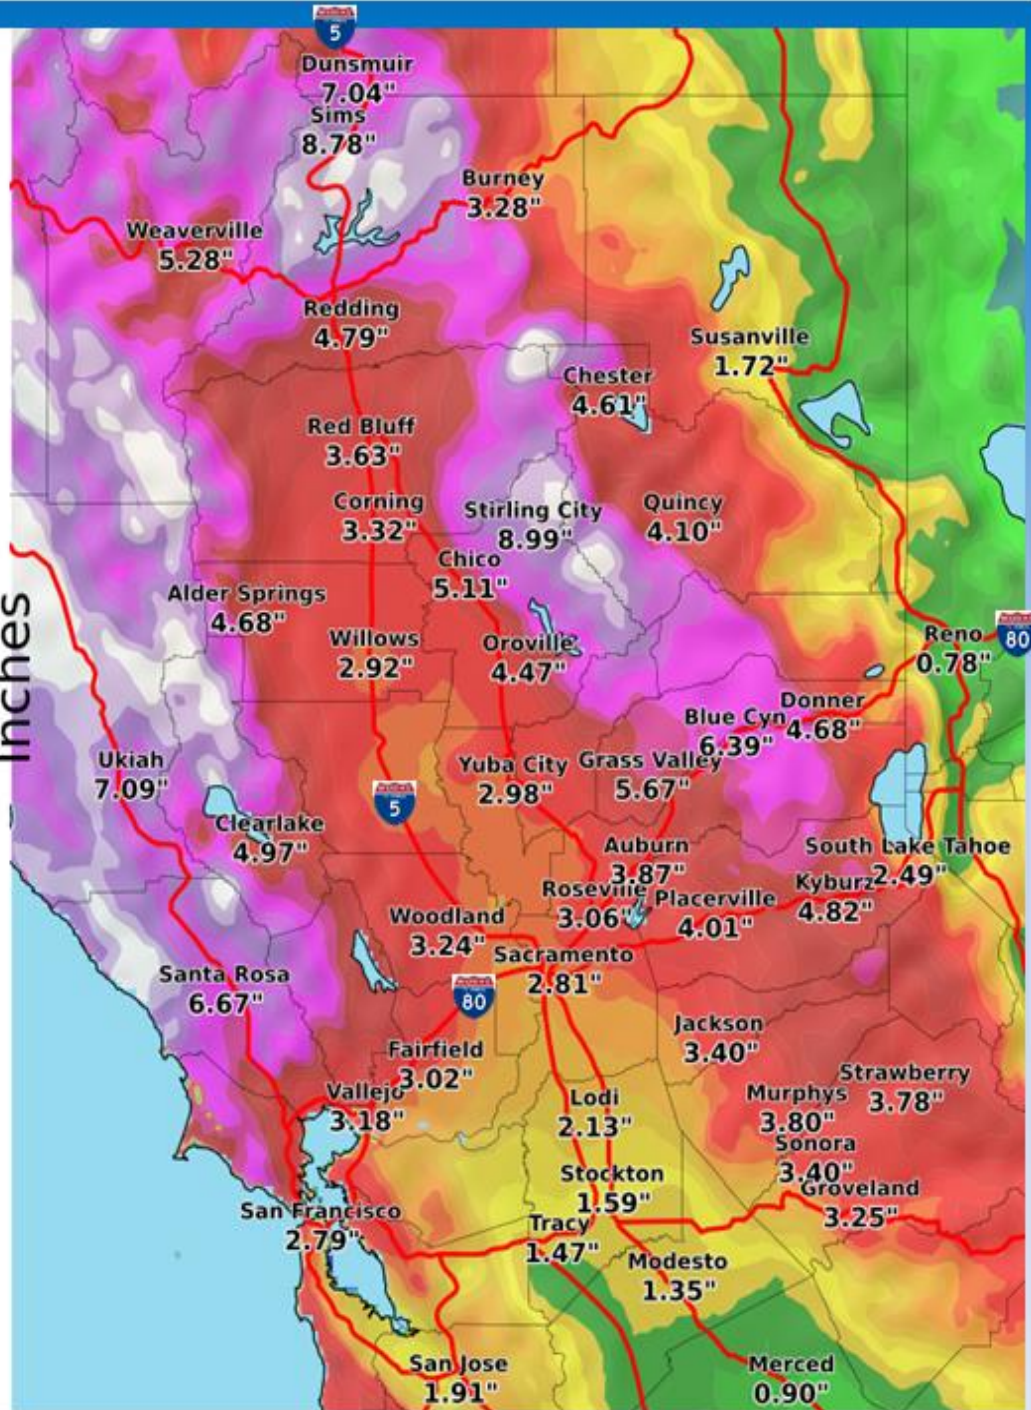 5
Dunsmuir
7.04"
Sims
8.78"
Burney
3.28"
Weaverville
5.28"
Redding
4.79"
Susanville
1.72"
Chester
4.61"
Red Bluff
3.63"
Corning
3.32"
Stirling City
8.99"
Quincy
4.10"
Chico
5.11"
Alder Springs
4.68"
Inches
Willows
2.92"
Oroville
4.47"
Reno
0.78"
80
Donner
4.68"
Blue Cyn
6.39"
Ukiah
7.09"
Yuba City
2.98"
Grass Valley
5.67"
5
Clearlake
4.97"
Auburn
3.87"
South Lake Tahoe
2.49"
Roseville
3.06"
Placerville
4.01"
Kyburz
4.82"
Woodland
3.24"
Sacramento
2.81"
Santa Rosa
6.67"
80
Jackson
3.40"
Fairfield
3.02"
Vallejo
3.18"
Lodi
2.13"
Murphys
3.80"
Strawberry
3.78"
Sonora
3.40"
Stockton
1.59"
Groveland
3.25"
San Francisco
2.79"
Tracy
1.47"
Modesto
1.35"
San Jose
1.91"
Merced
0.90"